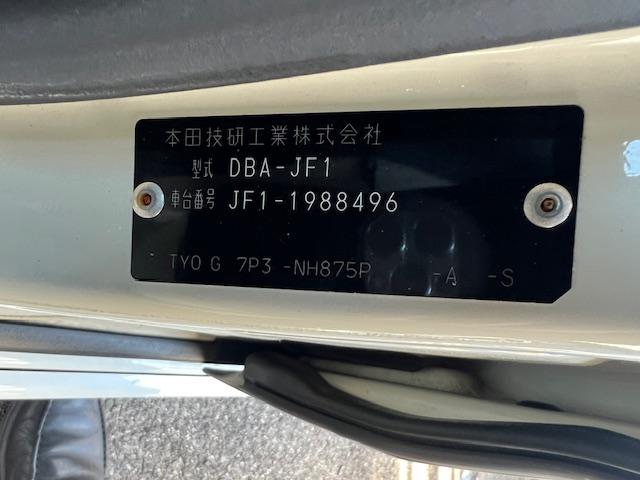 本田技研工業株式会社
型式 DBA-JF1
車台番号 JF1-1988496
TYO G 7P3 -NH875P -A -S